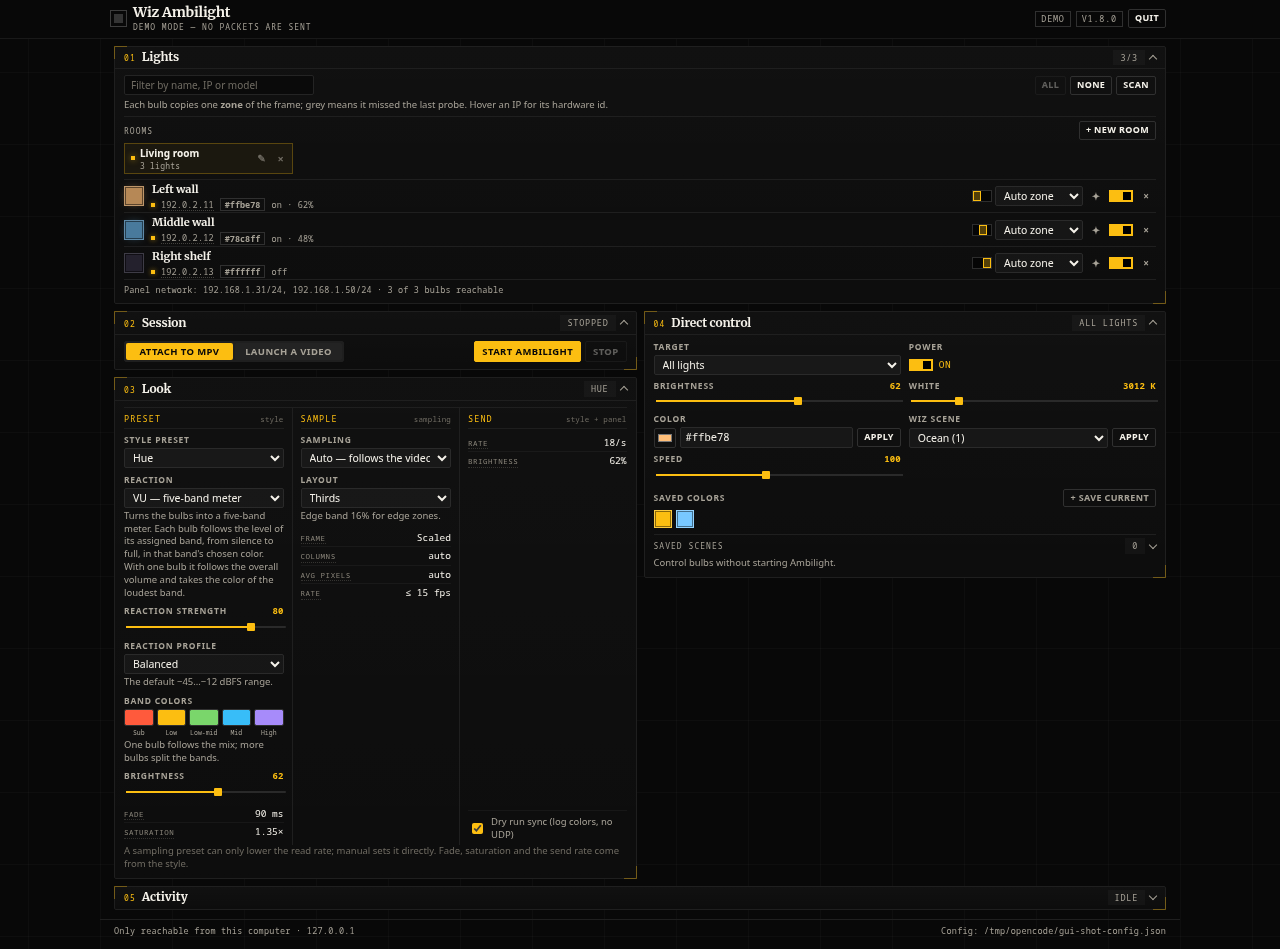 Wiz Ambilight
DEMO MODE — NO PACKETS ARE SENT
DEMO
V1.8.0
QUIT
01 Lights
3/3
Filter by name, IP or model
ALL
NONE
SCAN
Each bulb copies one zone of the frame; grey means it missed the last probe. Hover an IP for its hardware id.
ROOMS
+ NEW ROOM
Living room
3 lights
✎ ×
Left wall
192.0.2.11 #ffbe78 on · 62%
Auto zone
Middle wall
192.0.2.12 #78c8ff on · 48%
Auto zone
Right shelf
192.0.2.13 #ffffff off
Auto zone
Panel network: 192.168.1.31/24, 192.168.1.50/24 · 3 of 3 bulbs reachable
02 Session
STOPPED
ATTACH TO MPV
LAUNCH A VIDEO
START AMBILIGHT
STOP
03 Look
HUE
PRESET style
STYLE PRESET
Hue
REACTION
VU — five-band meter
Turns the bulbs into a five-band
meter. Each bulb follows the level of
its assigned band, from silence to
full, in that band's chosen color.
With one bulb it follows the overall
volume and takes the color of the
loudest band.
REACTION STRENGTH 80
REACTION PROFILE
Balanced
The default −45…−12 dBFS range.
BAND COLORS
Sub Low Low-mid Mid High
One bulb follows the mix; more
bulbs split the bands.
BRIGHTNESS 62
FADE 90 ms
SATURATION 1.35×
SAMPLE sampling
SAMPLING
Auto — follows the videc
LAYOUT
Thirds
Edge band 16% for edge zones.
FRAME Scaled
COLUMNS auto
AVG PIXELS auto
RATE ≤ 15 fps
SEND style + panel
RATE 18/s
BRIGHTNESS 62%
Dry run sync (log colors, no
UDP)
A sampling preset can only lower the read rate; manual sets it directly. Fade, saturation and the send rate come
from the style.
04 Direct control
ALL LIGHTS
TARGET
All lights
POWER
ON
BRIGHTNESS 62
WHITE 3012 K
COLOR
#ffbe78
APPLY
WIZ SCENE
Ocean (1)
APPLY
SPEED 100
SAVED COLORS
+ SAVE CURRENT
SAVED SCENES 0
Control bulbs without starting Ambilight.
05 Activity
IDLE
Only reachable from this computer · 127.0.0.1
Config: /tmp/opencode/gui-shot-config.json